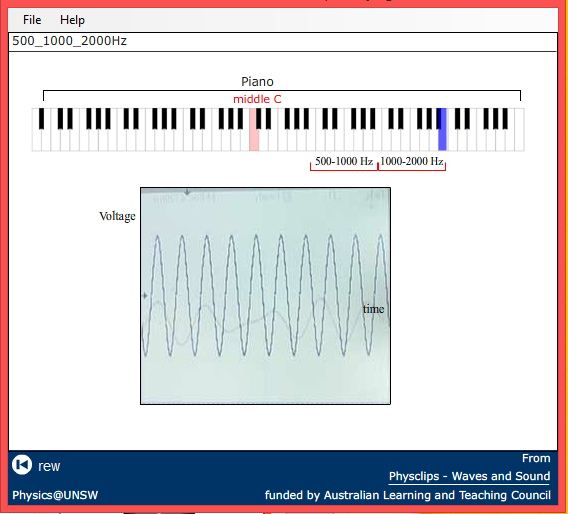 File Help
500_1000_2000Hz
Piano
middle C
500-1000 Hz 1000-2000 Hz
Voltage
time
rew
From
Physclips - Waves and Sound
Physics@UNSW
funded by Australian Learning and Teaching Council